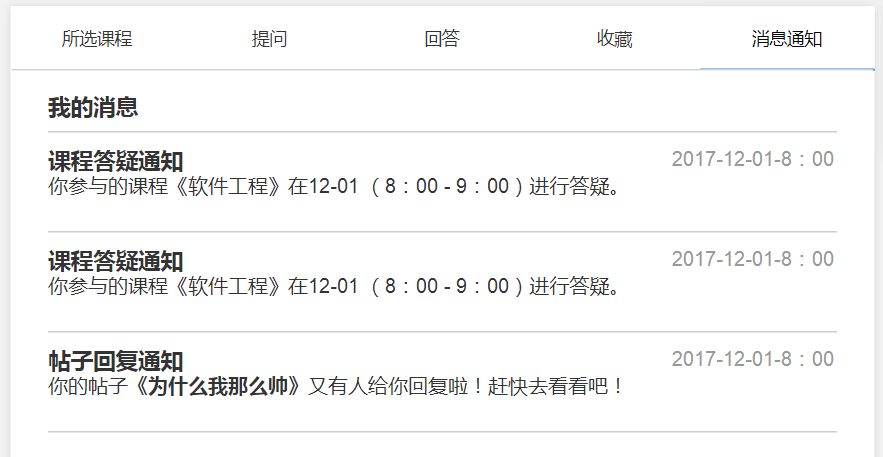 所选课程 提问 回答 收藏 消息通知
我的消息
课程答疑通知 2017-12-01-8：00
你参与的课程《软件工程》在12-01 （8：00 - 9：00）进行答疑。
课程答疑通知 2017-12-01-8：00
你参与的课程《软件工程》在12-01 （8：00 - 9：00）进行答疑。
帖子回复通知 2017-12-01-8：00
你的帖子《为什么我那么帅》又有人给你回复啦！赶快去看看吧！